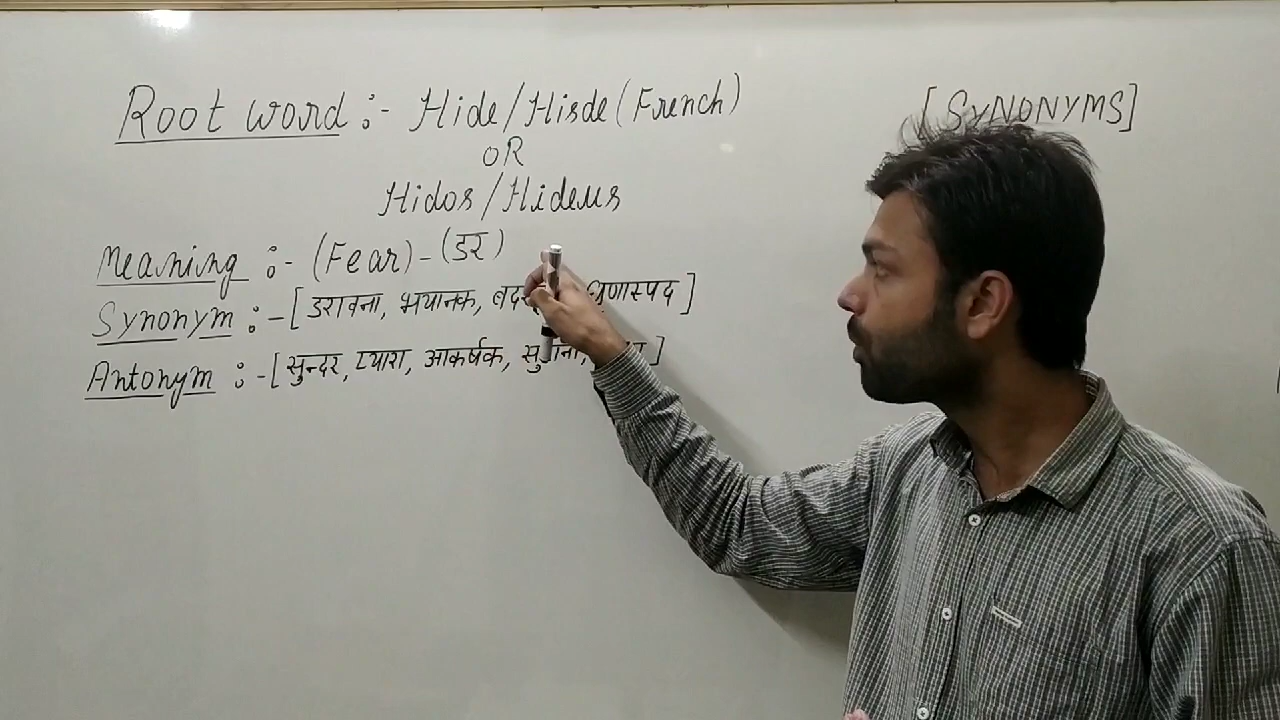 Root word :- Hide/Hisde (French)
[SYNONYMS]
OR
Hidos/Hideus
Meaning :- (Fear) - (डर)
Synonym :- [डरावना, भयानक, घृणास्पद]
Antonym :- [सुन्दर, प्यारा, आकर्षक, ]